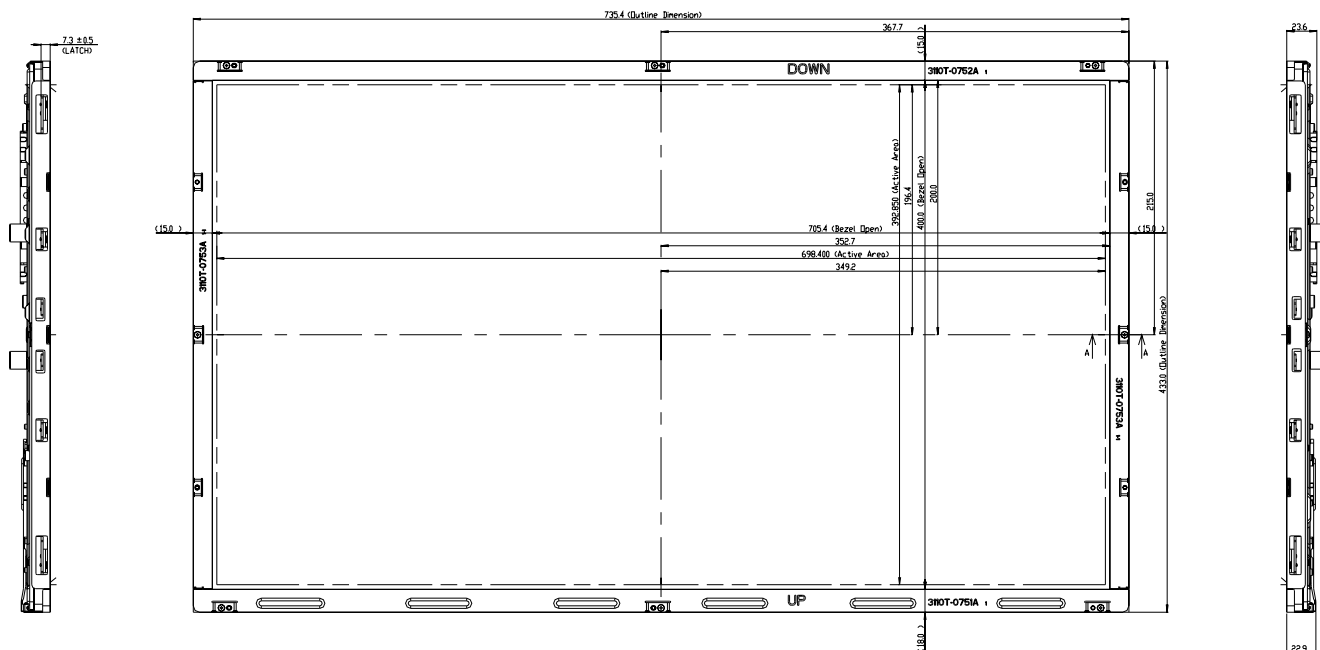 735.4 (Outline Dimension)
367.7
7.3 ±0.5
(LATCH)
(15.0 )
23.6
DOWN
3110T-0752A 1
392.850 (Active Area)
196.4
400.0 (Bezel Open)
200.0
215.0
(15.0 )
705.4 (Bezel Open)
(15.0 )
352.7
698.400 (Active Area)
349.2
3110T-0753A
433.0 (Outline Dimension)
A
A
3110T-0753A
UP
3110T-0751A 1
(18.0 )
22.9